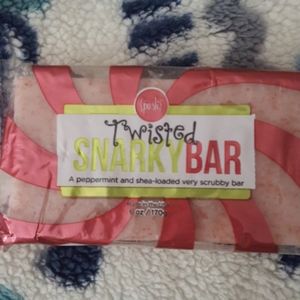 posh
Twisted
SNARKYBAR
A peppermint and shea-loaded very scrubby bar
6 oz/170g